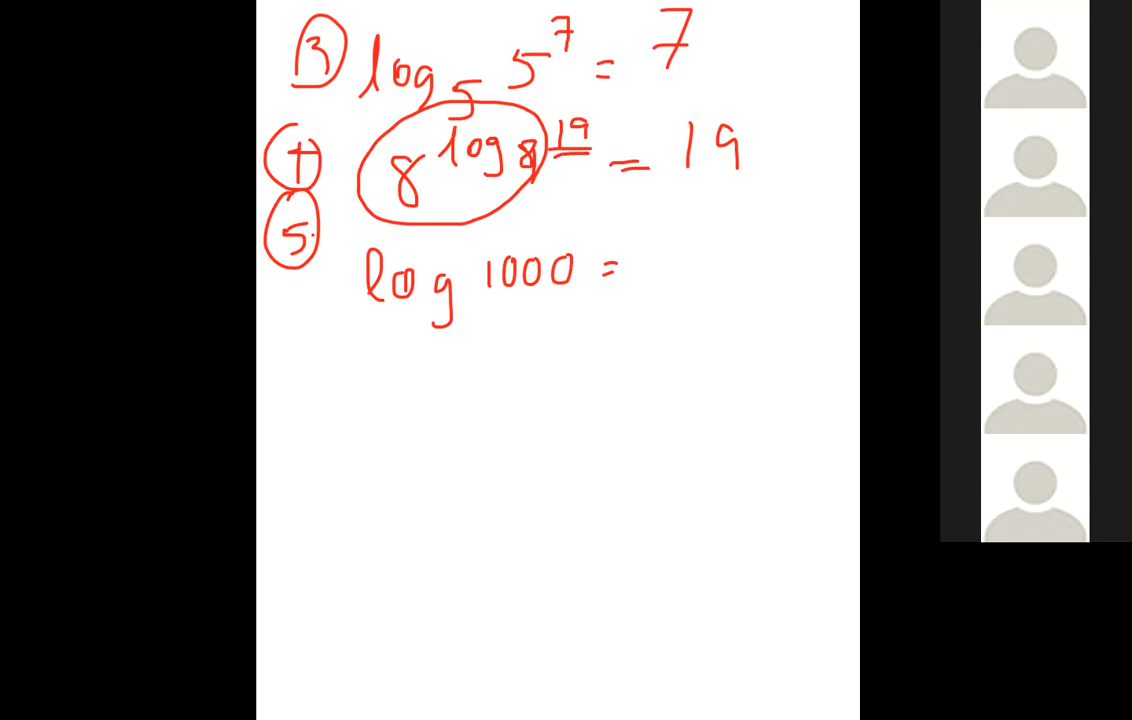 3 log₅ 5⁷ = 7
4 8^log₈ 19 = 19
5. log 1000 =